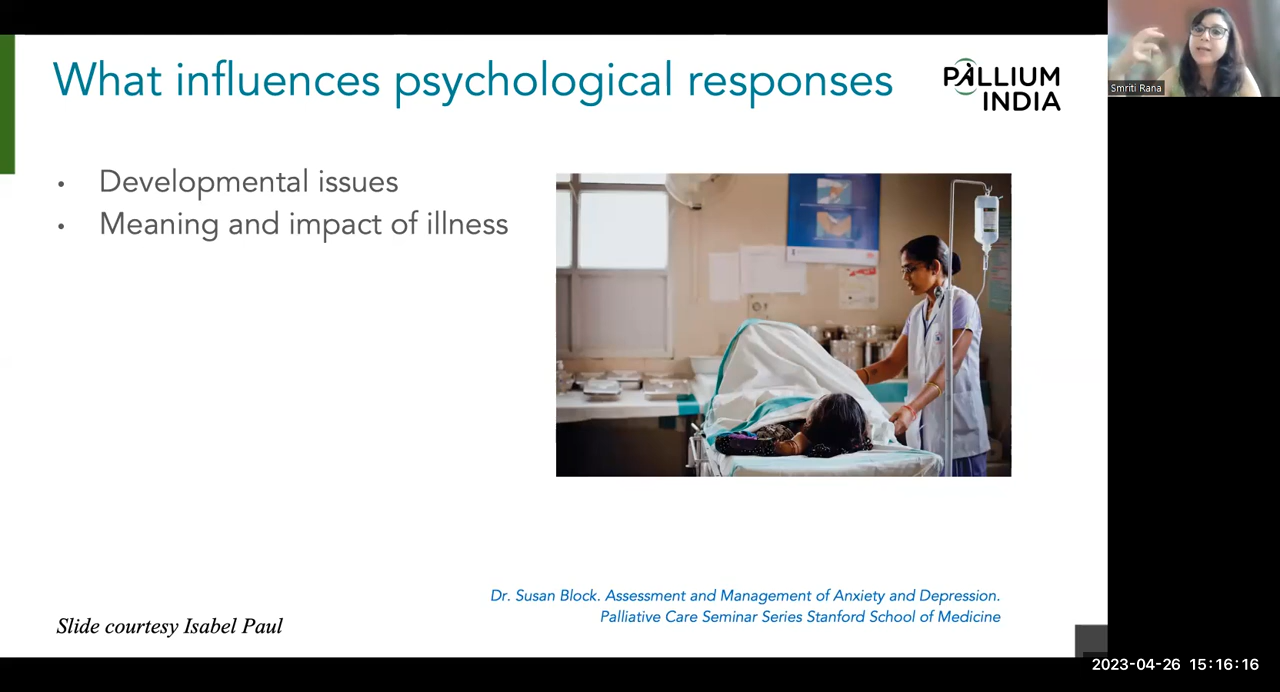 What influences psychological responses
PALLIUM
INDIA
Smriti Rana
• Developmental issues
• Meaning and impact of illness
Dr. Susan Block. Assessment and Management of Anxiety and Depression.
Palliative Care Seminar Series Stanford School of Medicine
Slide courtesy Isabel Paul
2023-04-26 15:16:16